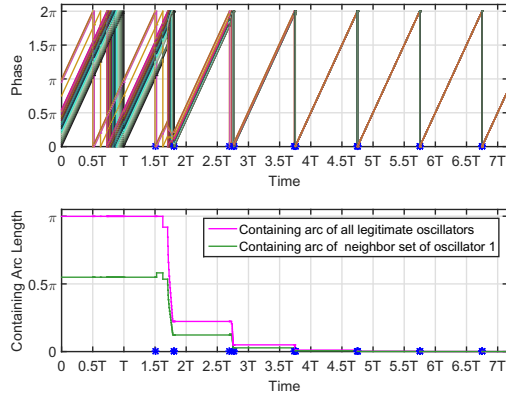 2π
1.5π
π
0.5π
0
Phase
0 0.5T T 1.5T 2T 2.5T 3T 3.5T 4T 4.5T 5T 5.5T 6T 6.5T 7T
Time
π
0.5π
0
Containing Arc Length
Containing arc of all legitimate oscillators
Containing arc of neighbor set of oscillator 1
0 0.5T T 1.5T 2T 2.5T 3T 3.5T 4T 4.5T 5T 5.5T 6T 6.5T 7T
Time